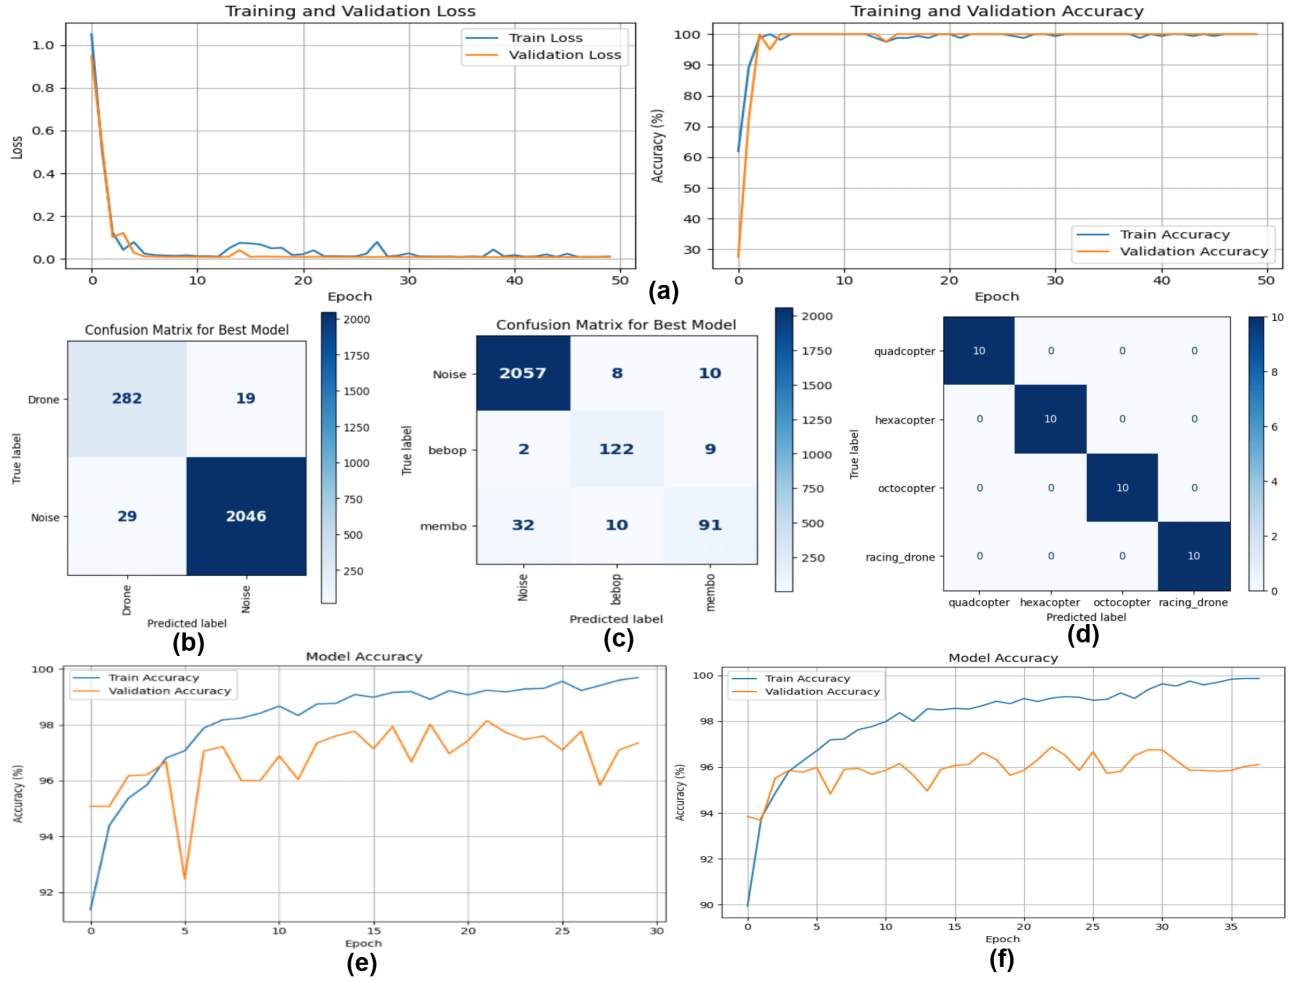 Training and Validation Loss
Train Loss
Validation Loss
1.0
0.8
0.6
0.4
0.2
0.0
Loss
0 10 20 30 40 50
Epoch
Training and Validation Accuracy
100
90
80
70
60
50
40
30
Accuracy (%)
Train Accuracy
Validation Accuracy
0 10 20 30 40 50
Epoch
(a)
Confusion Matrix for Best Model
True label
Drone 282 19
Noise 29 2046
Drone Noise
Predicted label
2000
1750
1500
1250
1000
750
500
250
(b)
Confusion Matrix for Best Model
True label
Noise 2057 8 10
bebop 2 122 9
membo 32 10 91
Noise bebop membo
Predicted label
2000
1750
1500
1250
1000
750
500
250
(c)
True label
quadcopter 10 0 0 0
hexacopter 0 10 0 0
octocopter 0 0 10 0
racing_drone 0 0 0 10
quadcopter hexacopter octocopter racing_drone
Predicted label
10
8
6
4
2
0
(d)
Model Accuracy
Train Accuracy
Validation Accuracy
100
98
96
94
92
Accuracy (%)
0 5 10 15 20 25 30
Epoch
(e)
Model Accuracy
Train Accuracy
Validation Accuracy
100
98
96
94
92
90
Accuracy (%)
0 5 10 15 20 25 30 35
Epoch
(f)